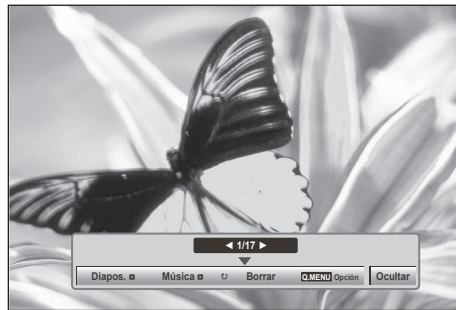 ◀ 1/17 ▶
Diapos. Música ↻ Borrar Q.MENU Opción Ocultar